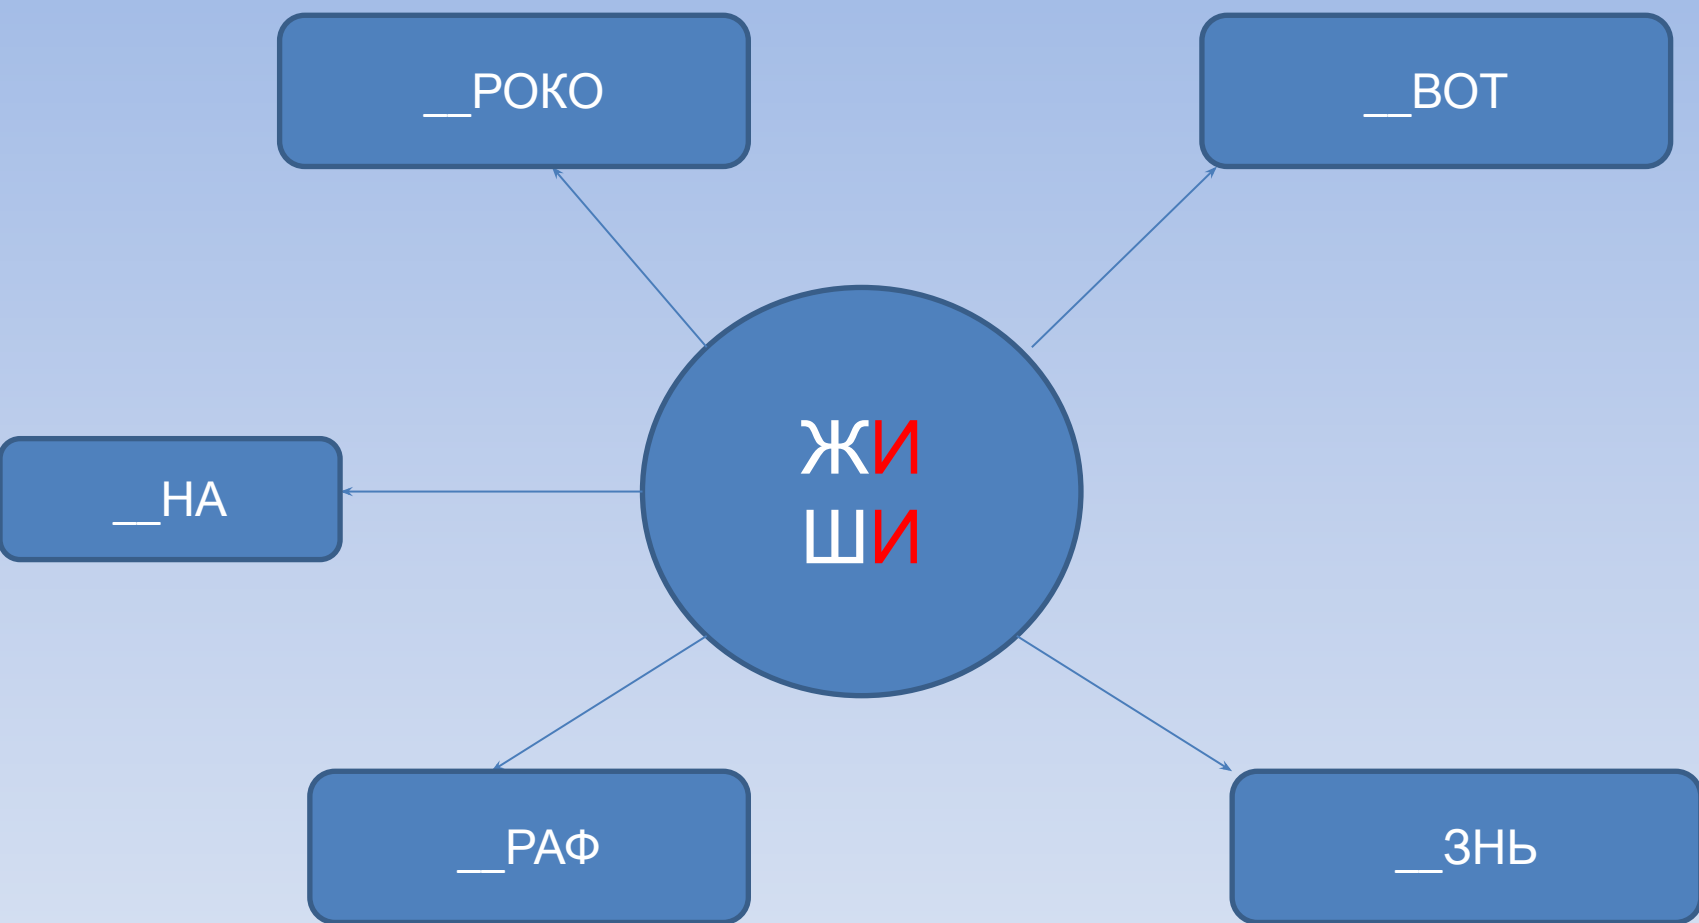 __РОКО
__ВОТ
ЖИ
ШИ
__НА
__РАФ
__ЗНЬ